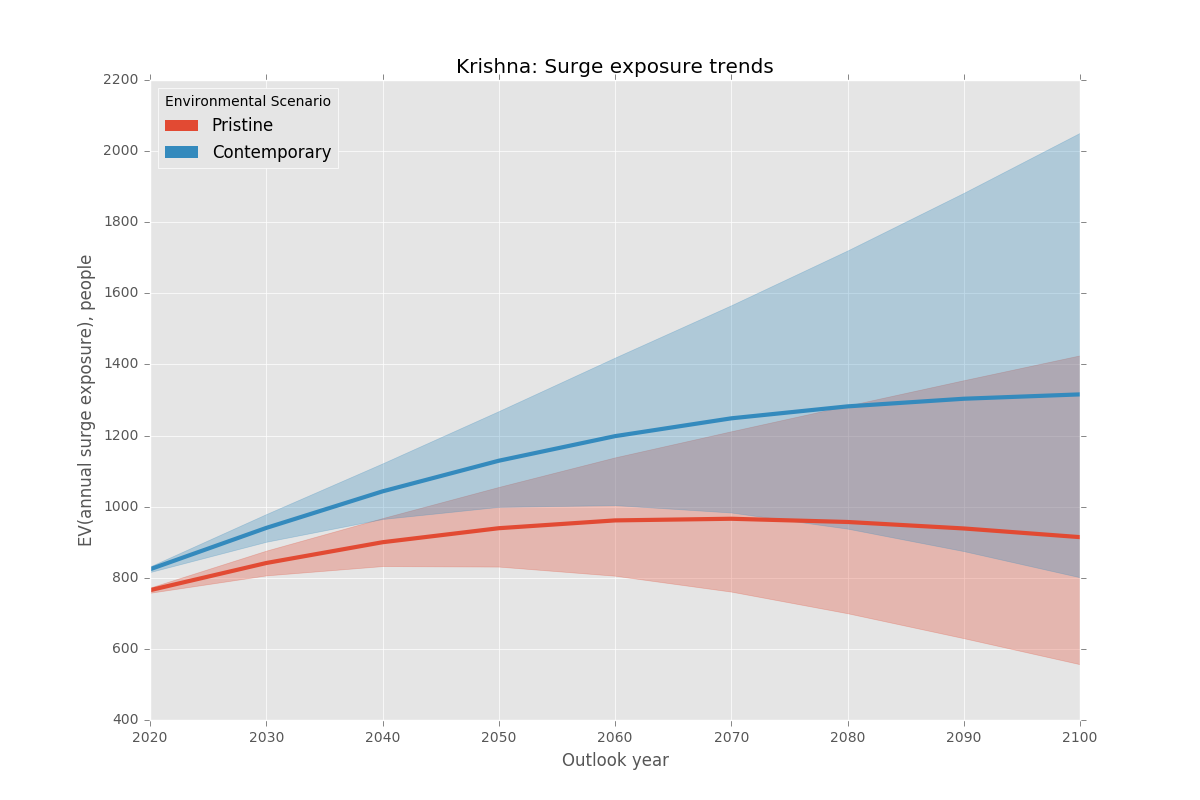 Krishna: Surge exposure trends
Environmental Scenario
Pristine
Contemporary
EV(annual surge exposure), people
2200
2000
1800
1600
1400
1200
1000
800
600
400
2020 2030 2040 2050 2060 2070 2080 2090 2100
Outlook year